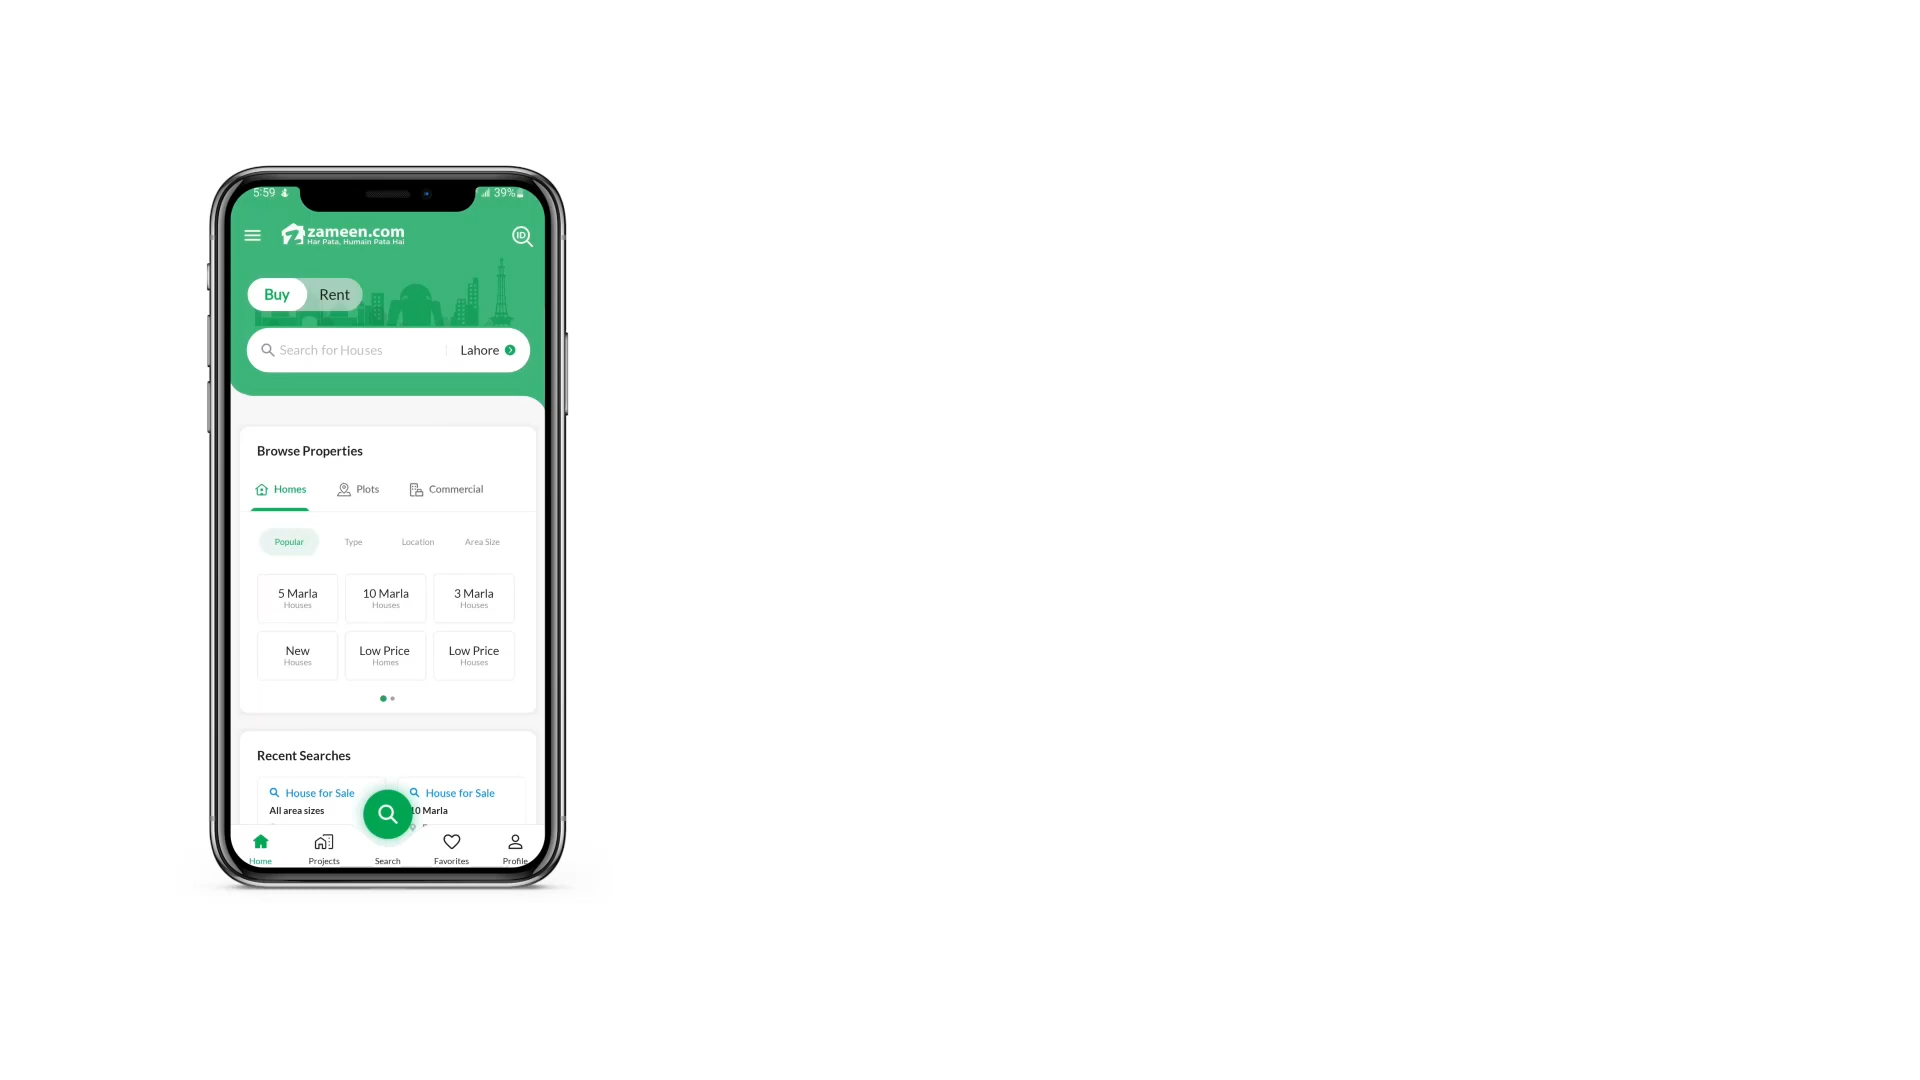 5:59
39%
zameen.com
Har Pata, Humain Pata Hai
ID
Buy Rent
Search for Houses Lahore
Browse Properties
Homes Plots Commercial
Popular Type Location Area Size
5 Marla 10 Marla 3 Marla
Houses Houses Houses
New Low Price Low Price
Houses Homes Houses
Recent Searches
House for Sale House for Sale
All area sizes 10 Marla
Home Projects Search Favorites Profile